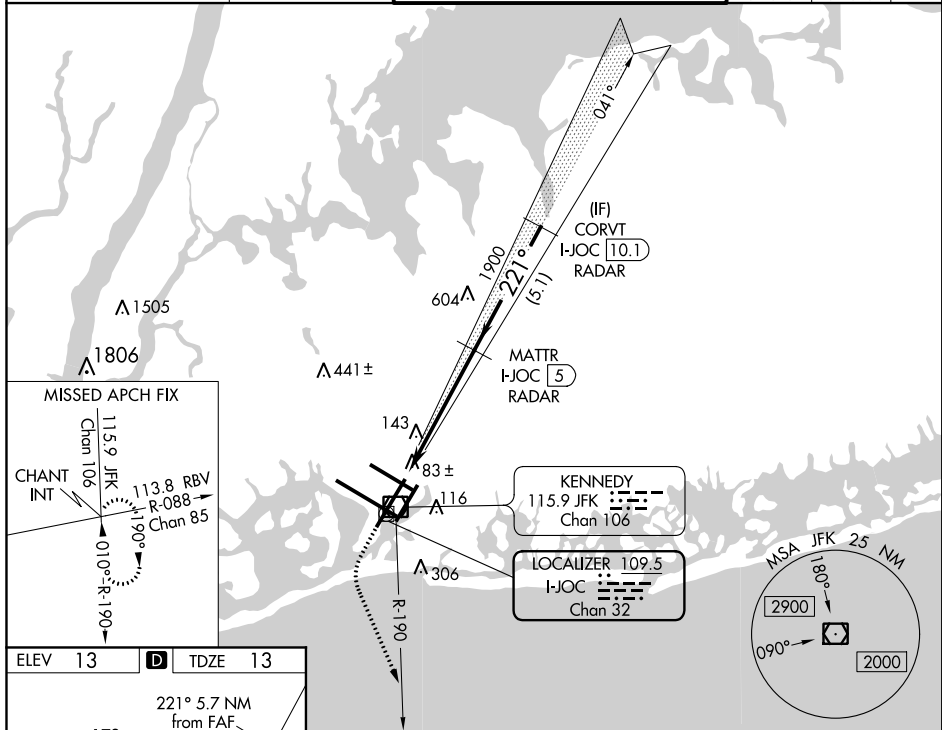 041°
(IF)
CORVT
I-JOC 10.1
RADAR
1900
221°
(5.1)
604
1505
1806
441±
MATTR
I-JOC 5
RADAR
MISSED APCH FIX
115.9 JFK
Chan 106
CHANT
INT
113.8 RBV
R-088
Chan 85
190°
010°
R-190
143
83±
116
306
R-190
KENNEDY
115.9 JFK
Chan 106
LOCALIZER 109.5
I-JOC
Chan 32
MSA JFK 25 NM
180°
2900
090°
2000
ELEV 13 D TDZE 13
221° 5.7 NM
from FAF